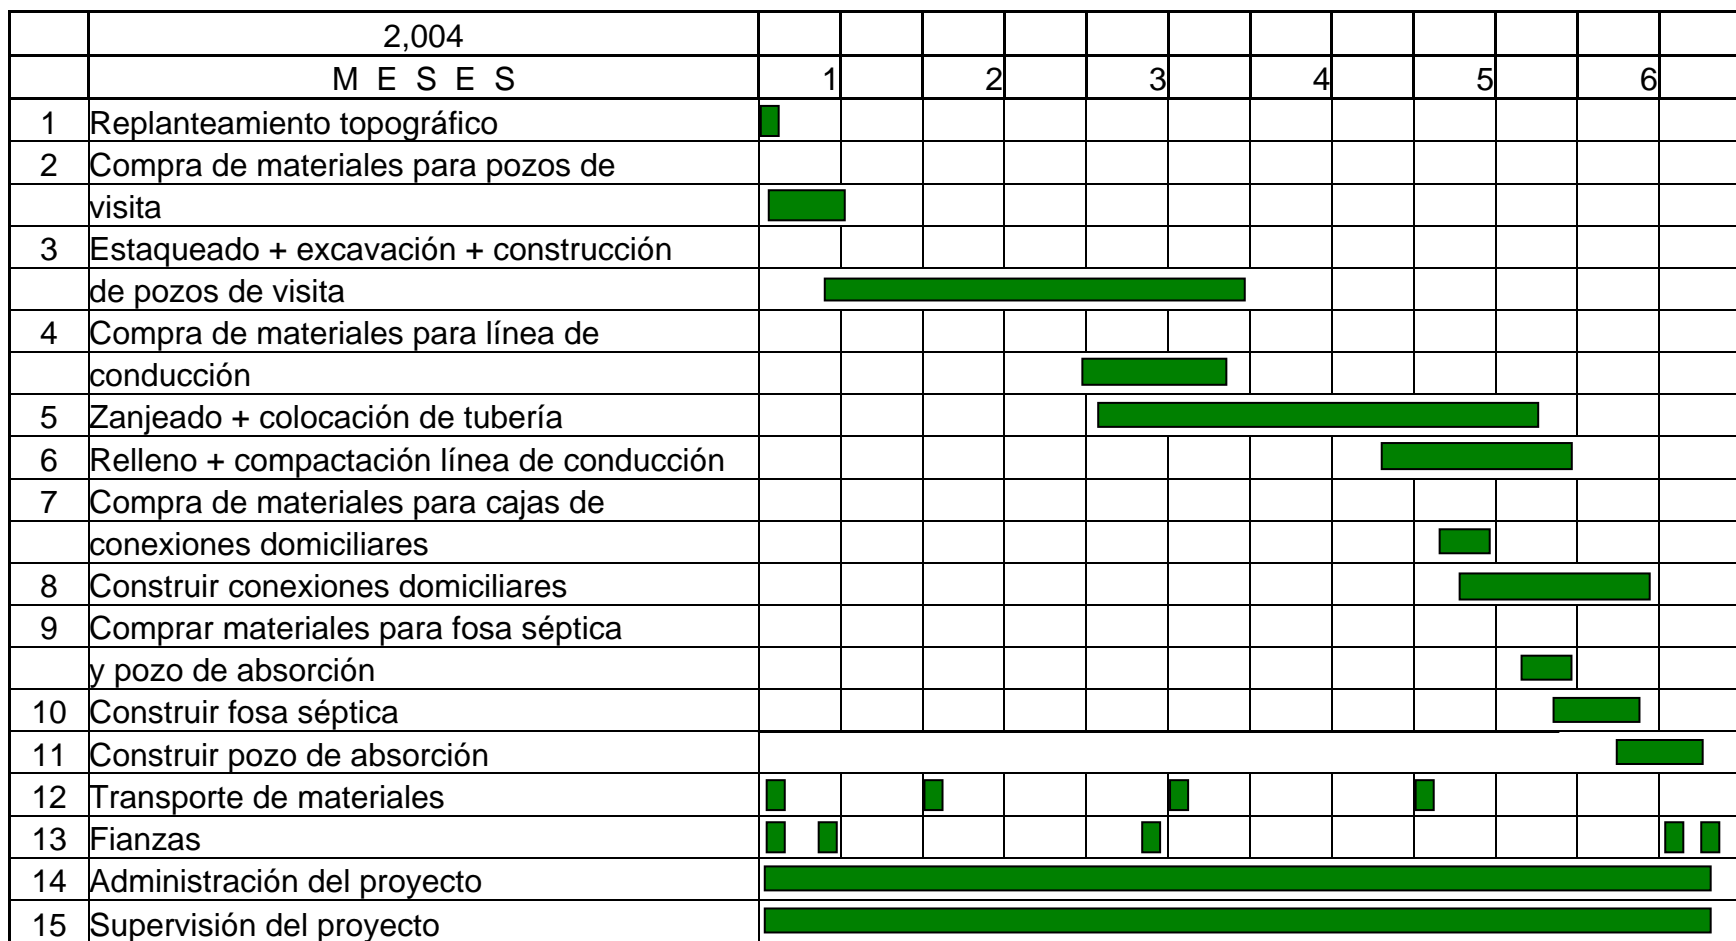 2,004
M E S E S 1 2 3 4 5 6
1 Replanteamiento topográfico
2 Compra de materiales para pozos de
visita
3 Estaqueado + excavación + construcción
de pozos de visita
4 Compra de materiales para línea de
conducción
5 Zanjeado + colocación de tubería
6 Relleno + compactación línea de conducción
7 Compra de materiales para cajas de
conexiones domiciliares
8 Construir conexiones domiciliares
9 Comprar materiales para fosa séptica
y pozo de absorción
10 Construir fosa séptica
11 Construir pozo de absorción
12 Transporte de materiales
13 Fianzas
14 Administración del proyecto
15 Supervisión del proyecto